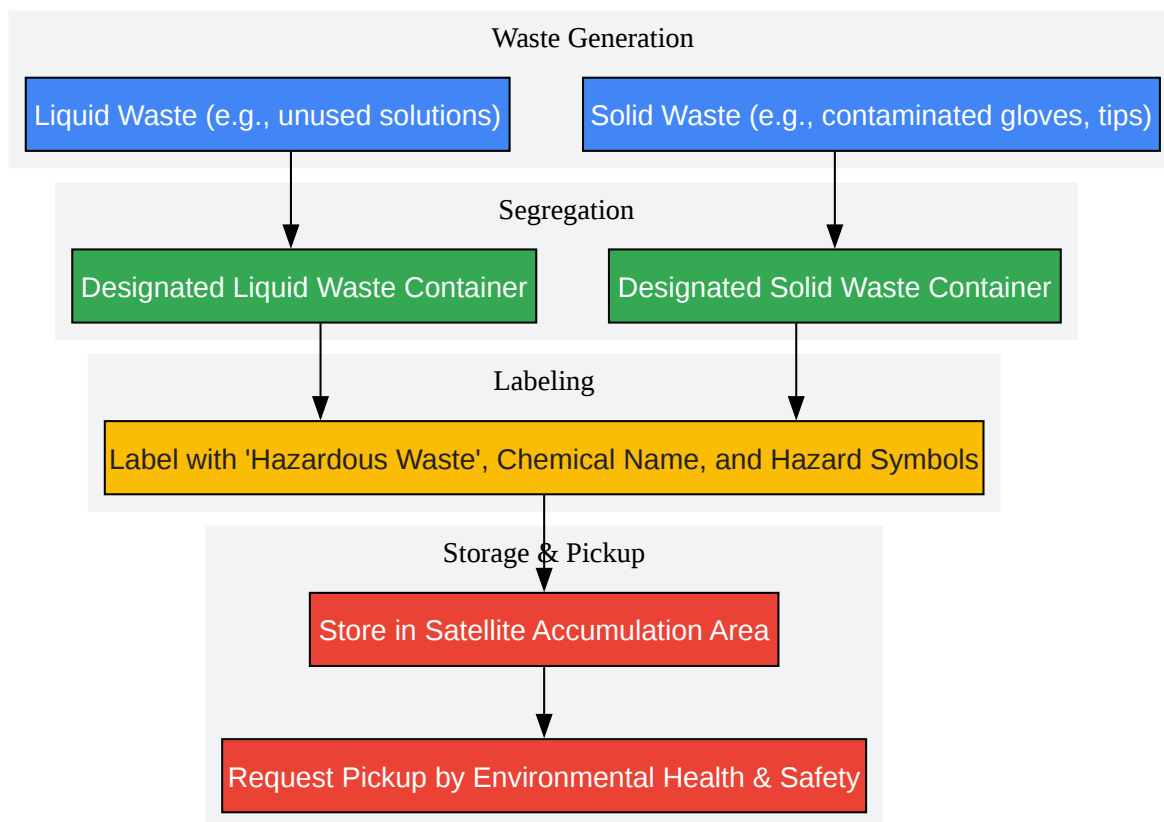 Waste Generation
Liquid Waste (e.g., unused solutions)
Solid Waste (e.g., contaminated gloves, tips)
Segregation
Designated Liquid Waste Container
Designated Solid Waste Container
Labeling
Label with 'Hazardous Waste', Chemical Name, and Hazard Symbols
Storage & Pickup
Store in Satellite Accumulation Area
Request Pickup by Environmental Health & Safety